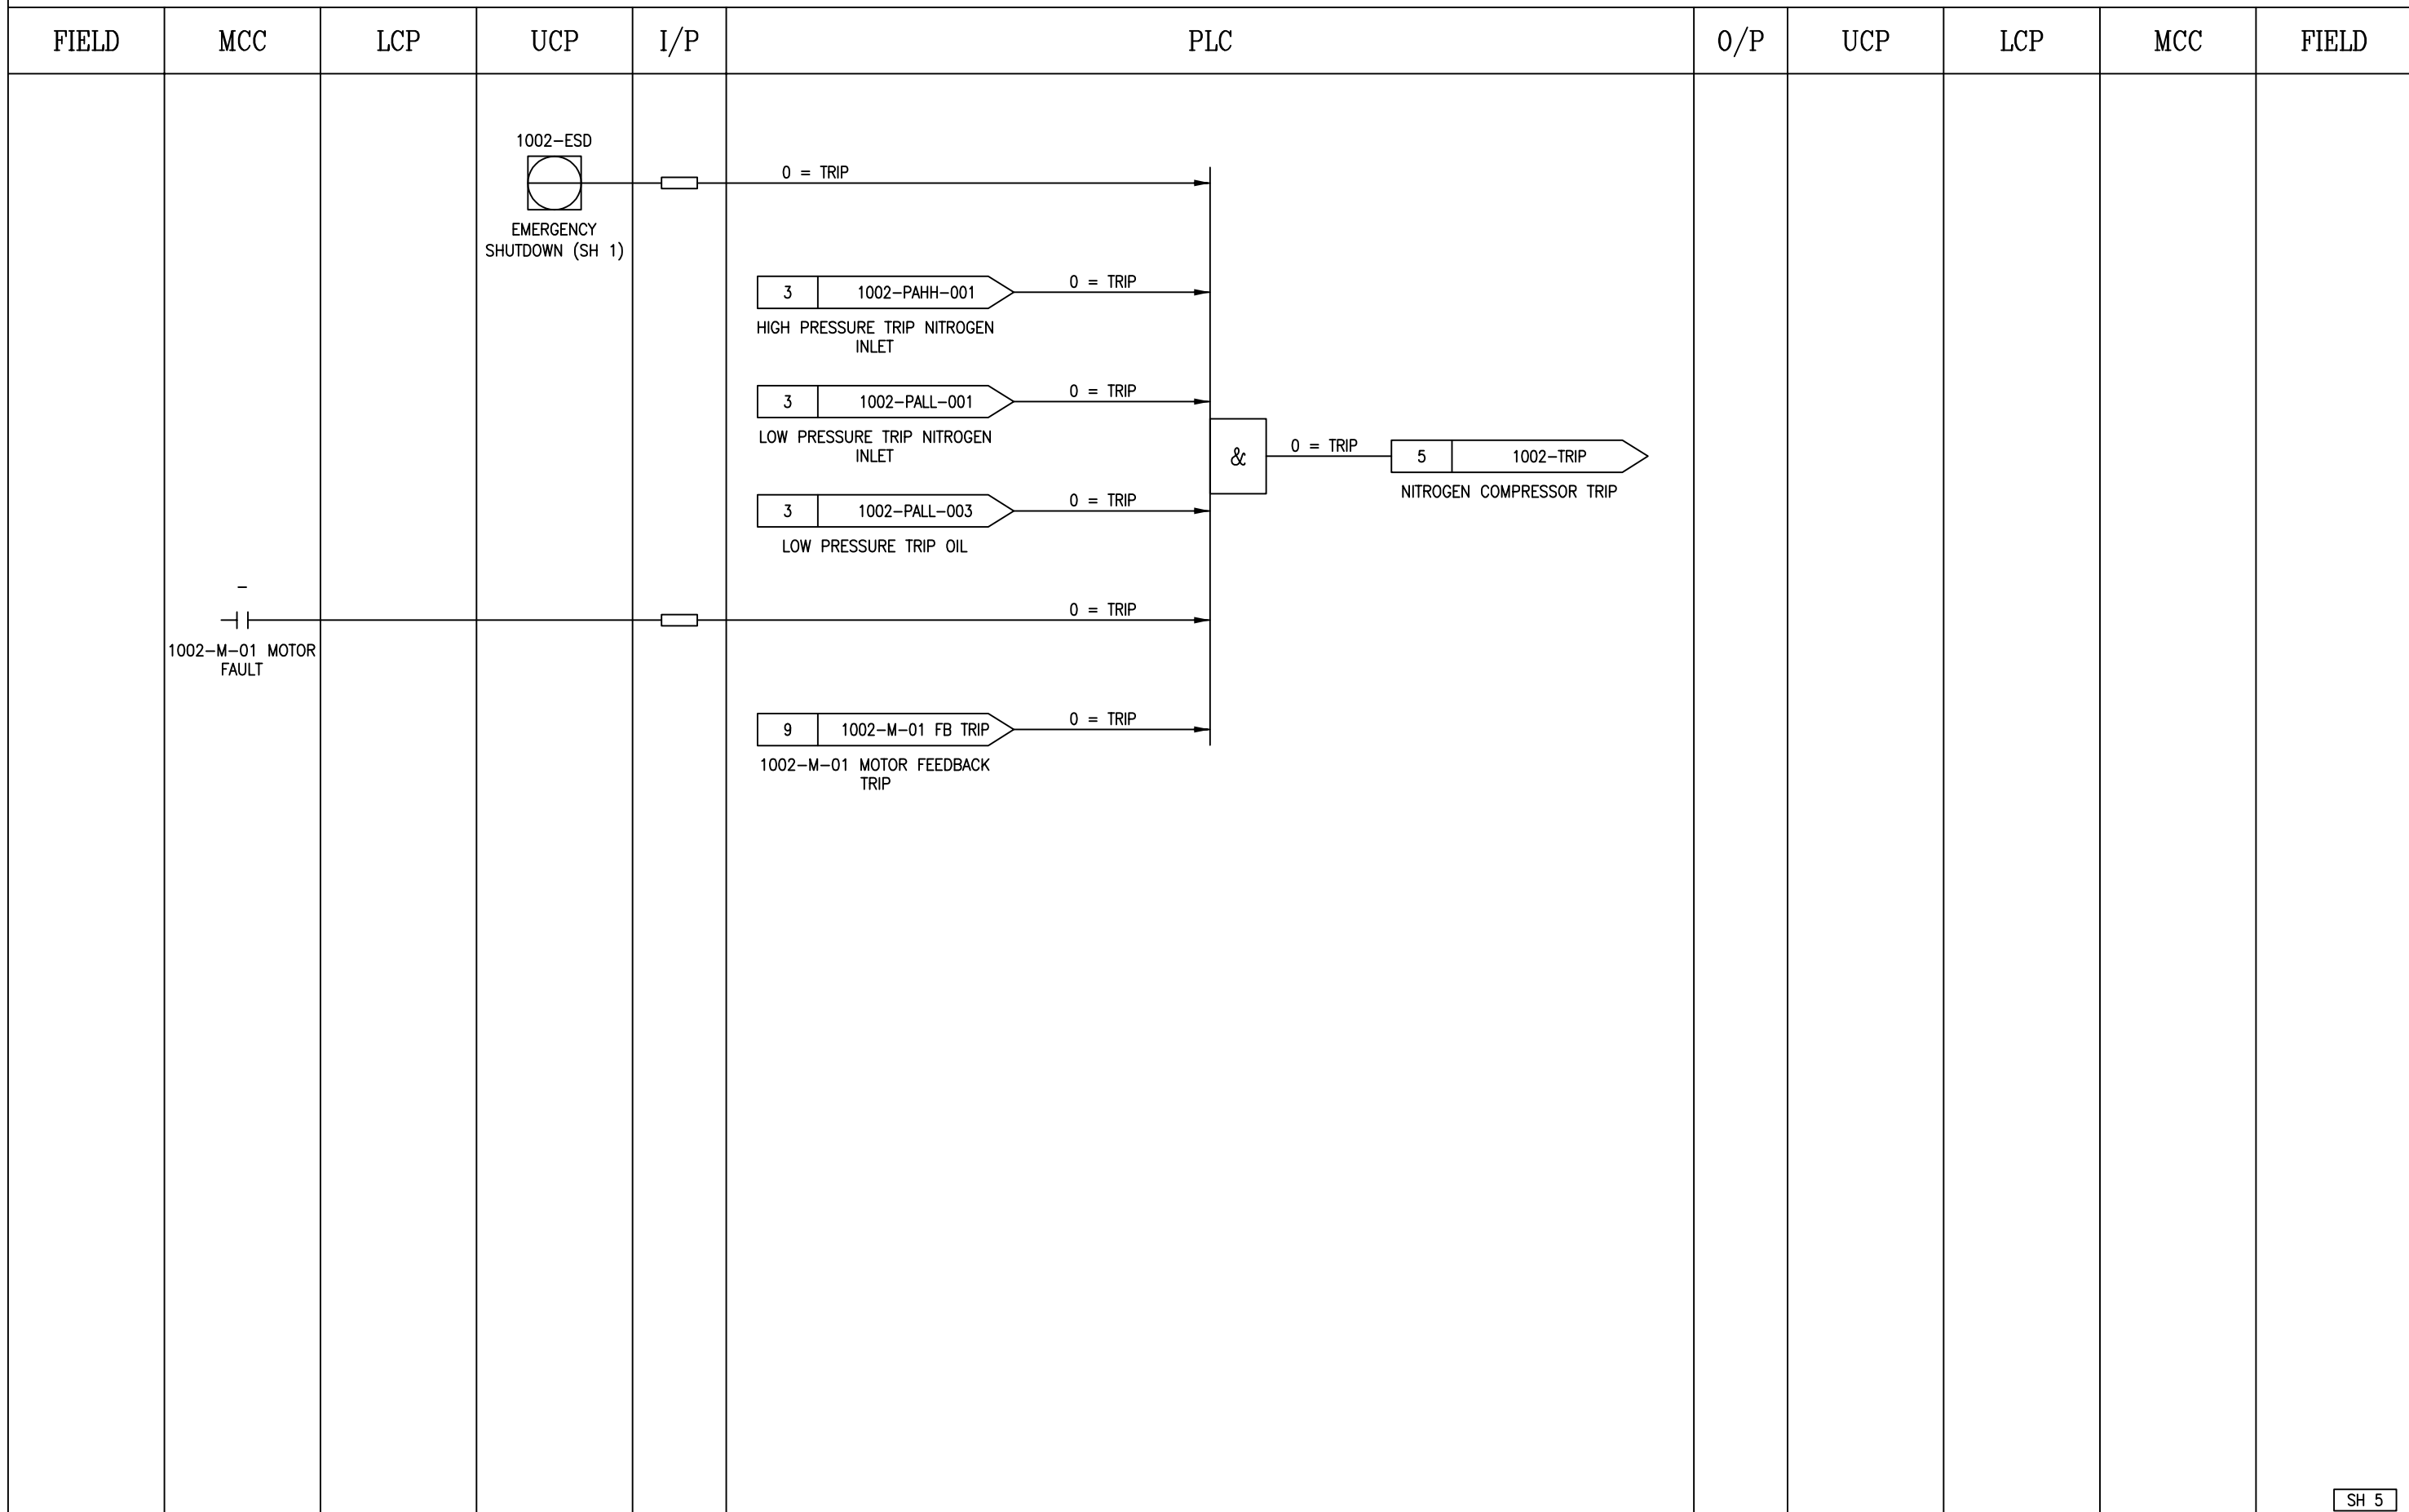 FIELD MCC LCP UCP I/P PLC O/P UCP LCP MCC FIELD
1002-ESD
0 = TRIP
EMERGENCY
SHUTDOWN (SH 1)
3 1002-PAHH-001 0 = TRIP
HIGH PRESSURE TRIP NITROGEN
INLET
3 1002-PALL-001 0 = TRIP
LOW PRESSURE TRIP NITROGEN
INLET
& 0 = TRIP 5 1002-TRIP
NITROGEN COMPRESSOR TRIP
3 1002-PALL-003 0 = TRIP
LOW PRESSURE TRIP OIL
-
0 = TRIP
1002-M-01 MOTOR
FAULT
9 1002-M-01 FB TRIP 0 = TRIP
1002-M-01 MOTOR FEEDBACK
TRIP
SH 5